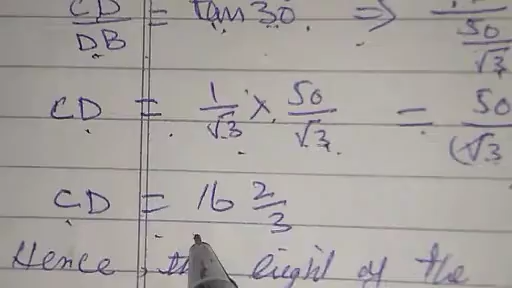 CD/DB = tan 30 ⇒ /50/√3
CD = 1/√3 × 50/√3 = 50/(√3
CD = 16 2/3
Hence, the hight of the